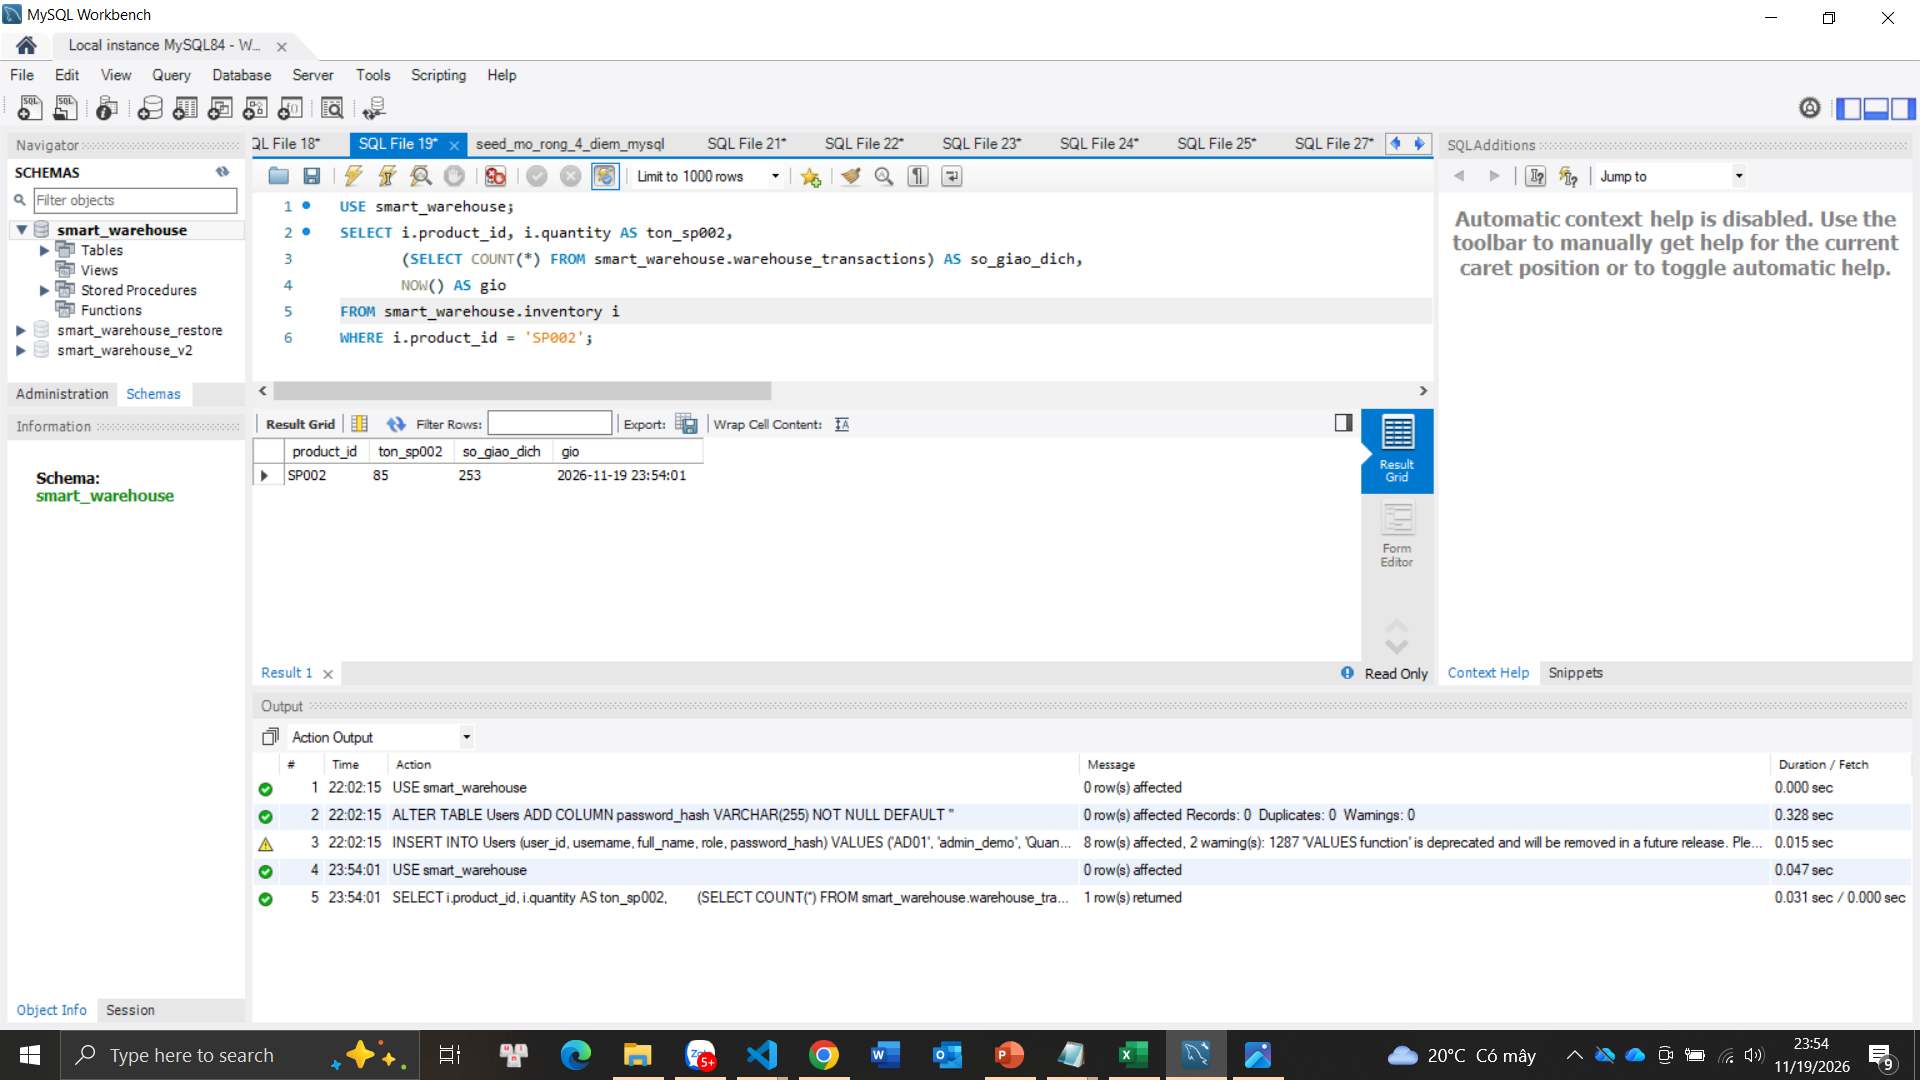 MySQL Workbench
Local instance MySQL84 - W...
File Edit View Query Database Server Tools Scripting Help
Navigator
SCHEMAS
Filter objects
smart_warehouse
Tables
Views
Stored Procedures
Functions
smart_warehouse_restore
smart_warehouse_v2
Administration Schemas
Information
Schema:
smart_warehouse
Object Info Session
QL File 18* SQL File 19* seed_mo_rong_4_diem_mysql SQL File 21* SQL File 22* SQL File 23* SQL File 24* SQL File 25* SQL File 27*
Limit to 1000 rows
1 USE smart_warehouse;
2 SELECT i.product_id, i.quantity AS ton_sp002,
3 (SELECT COUNT(*) FROM smart_warehouse.warehouse_transactions) AS so_giao_dich,
4 NOW() AS gio
5 FROM smart_warehouse.inventory i
6 WHERE i.product_id = 'SP002';
Result Grid Filter Rows: Export: Wrap Cell Content:
product_id ton_sp002 so_giao_dich gio
SP002 85 253 2026-11-19 23:54:01
Result Grid
Form Editor
Result 1
Read Only
SQLAdditions
Jump to
Automatic context help is disabled. Use the
toolbar to manually get help for the current
caret position or to toggle automatic help.
Context Help Snippets
Output
Action Output
# Time Action Message Duration / Fetch
1 22:02:15 USE smart_warehouse 0 row(s) affected 0.000 sec
2 22:02:15 ALTER TABLE Users ADD COLUMN password_hash VARCHAR(255) NOT NULL DEFAULT '' 0 row(s) affected Records: 0 Duplicates: 0 Warnings: 0 0.328 sec
3 22:02:15 INSERT INTO Users (user_id, username, full_name, role, password_hash) VALUES ('AD01', 'admin_demo', 'Quan... 8 row(s) affected, 2 warning(s): 1287 'VALUES function' is deprecated and will be removed in a future release. Ple... 0.015 sec
4 23:54:01 USE smart_warehouse 0 row(s) affected 0.047 sec
5 23:54:01 SELECT i.product_id, i.quantity AS ton_sp002, (SELECT COUNT(*) FROM smart_warehouse.warehouse_tra... 1 row(s) returned 0.031 sec / 0.000 sec
Type here to search
5+
20°C Có mây
23:54
11/19/2026
9